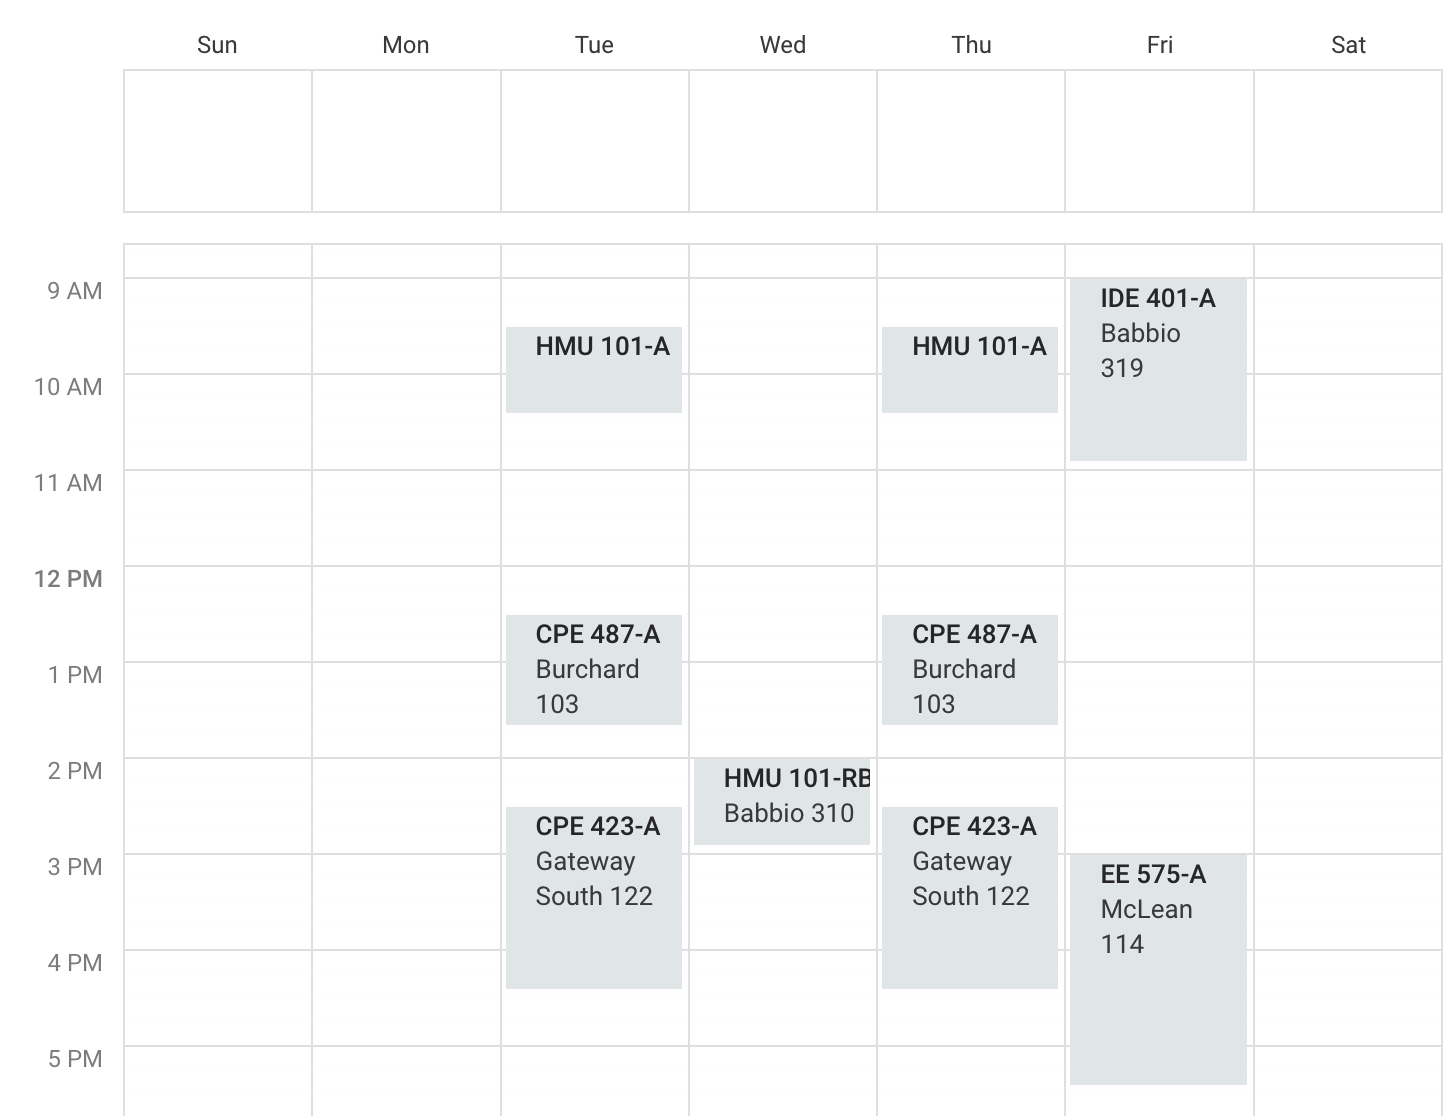 Sun Mon Tue Wed Thu Fri Sat
9 AM
IDE 401-A
Babbio
319
HMU 101-A
HMU 101-A
10 AM
11 AM
12 PM
CPE 487-A
Burchard
103
CPE 487-A
Burchard
103
1 PM
2 PM
HMU 101-RB
Babbio 310
CPE 423-A
Gateway
South 122
CPE 423-A
Gateway
South 122
3 PM
EE 575-A
McLean
114
4 PM
5 PM